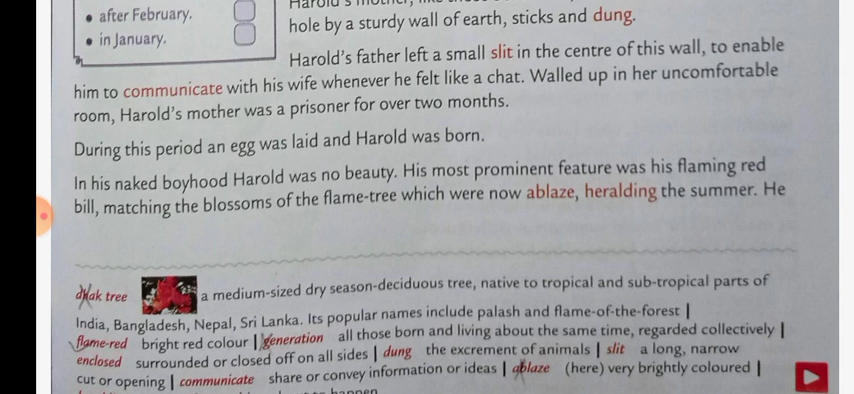 • after February.
• in January.
Harold's mother, like those
hole by a sturdy wall of earth, sticks and dung.
Harold's father left a small slit in the centre of this wall, to enable
him to communicate with his wife whenever he felt like a chat. Walled up in her uncomfortable
room, Harold's mother was a prisoner for over two months.
During this period an egg was laid and Harold was born.
In his naked boyhood Harold was no beauty. His most prominent feature was his flaming red
bill, matching the blossoms of the flame-tree which were now ablaze, heralding the summer. He
dhak tree a medium-sized dry season-deciduous tree, native to tropical and sub-tropical parts of
India, Bangladesh, Nepal, Sri Lanka. Its popular names include palash and flame-of-the-forest |
flame-red bright red colour | generation all those born and living about the same time, regarded collectively |
enclosed surrounded or closed off on all sides | dung the excrement of animals | slit a long, narrow
cut or opening | communicate share or convey information or ideas | ablaze (here) very brightly coloured |